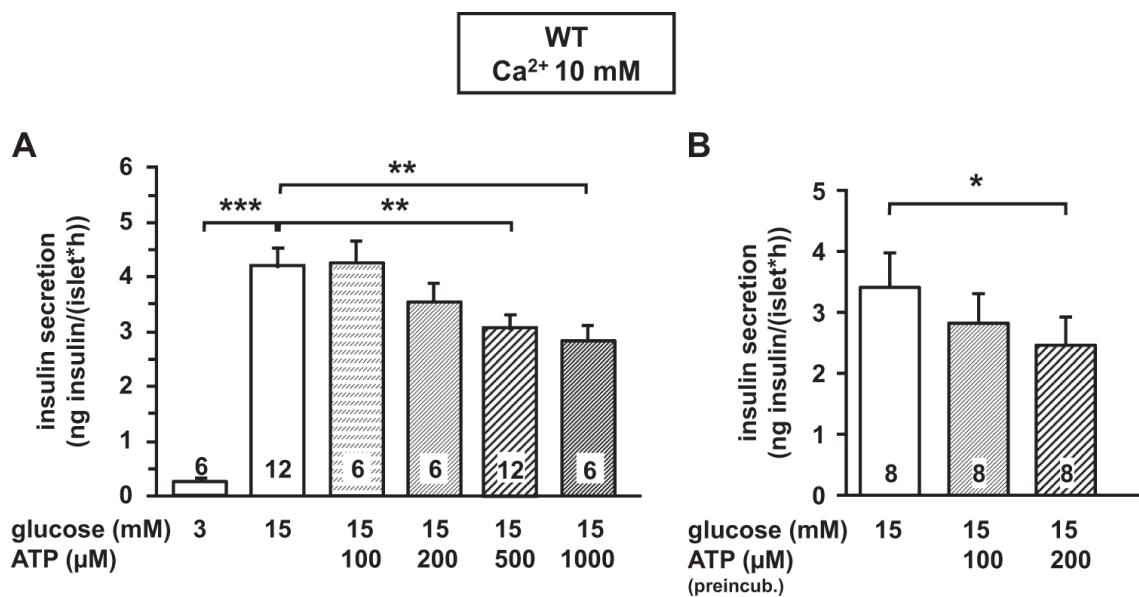 WT
Ca²⁺ 10 mM
A
insulin secretion
(ng insulin/(islet*h))
6
5
4
3
2
1
0
***
**
**
6
12
6
6
12
6
glucose (mM) 3 15 15 15 15 15
ATP (µM) 100 200 500 1000
B
insulin secretion
(ng insulin/(islet*h))
5
4
3
2
1
0
*
8
8
8
glucose (mM) 15 15 15
ATP (µM) 100 200
(preincub.)